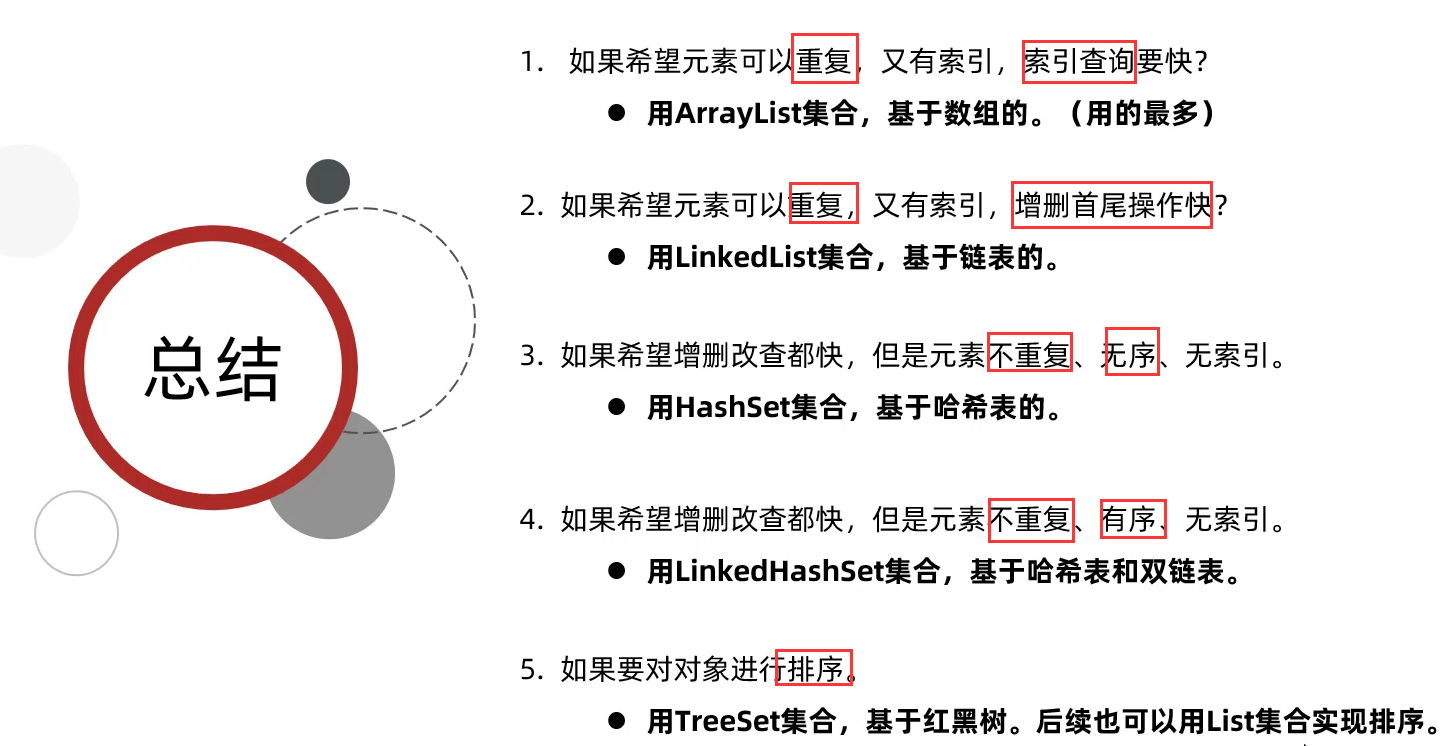 总结
1. 如果希望元素可以重复，又有索引，索引查询要快？
● 用ArrayList集合，基于数组的。（用的最多）
2. 如果希望元素可以重复，又有索引，增删首尾操作快？
● 用LinkedList集合，基于链表的。
3. 如果希望增删改查都快，但是元素不重复、无序、无索引。
● 用HashSet集合，基于哈希表的。
4. 如果希望增删改查都快，但是元素不重复、有序、无索引。
● 用LinkedHashSet集合，基于哈希表和双链表。
5. 如果要对对象进行排序。
● 用TreeSet集合，基于红黑树。后续也可以用List集合实现排序。